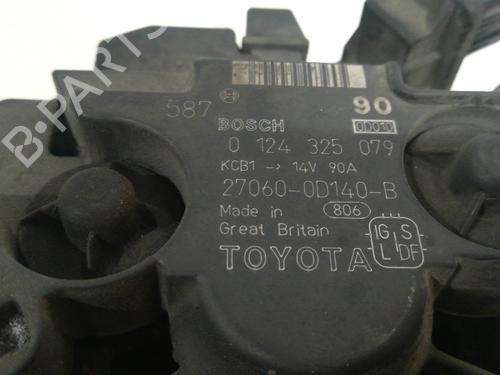 B-PARTS
587
90
BOSCH
0D010
0 124 325 079
KCB1 → 14V 90A
27060-0D140-B
Made in 806
Great Britain
TOYOTA
IG S
L DF